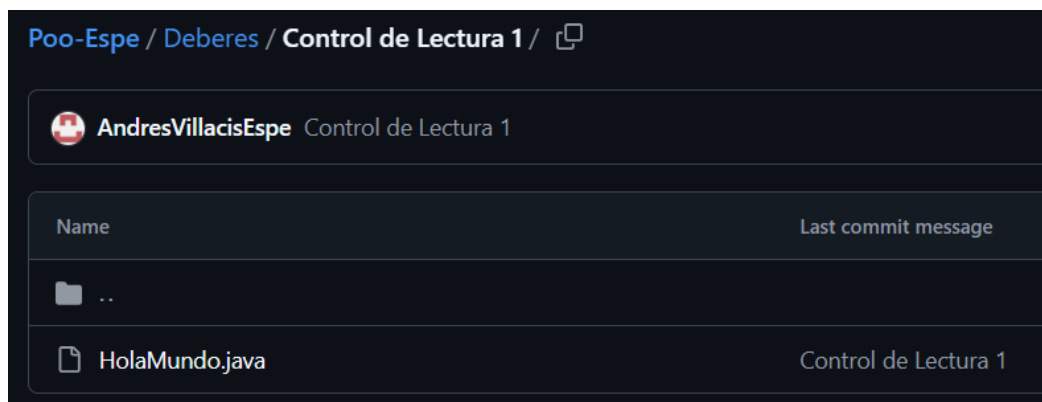 Poo-Espe / Deberes / Control de Lectura 1 /
AndresVillacisEspe Control de Lectura 1
Name Last commit message
..
HolaMundo.java Control de Lectura 1